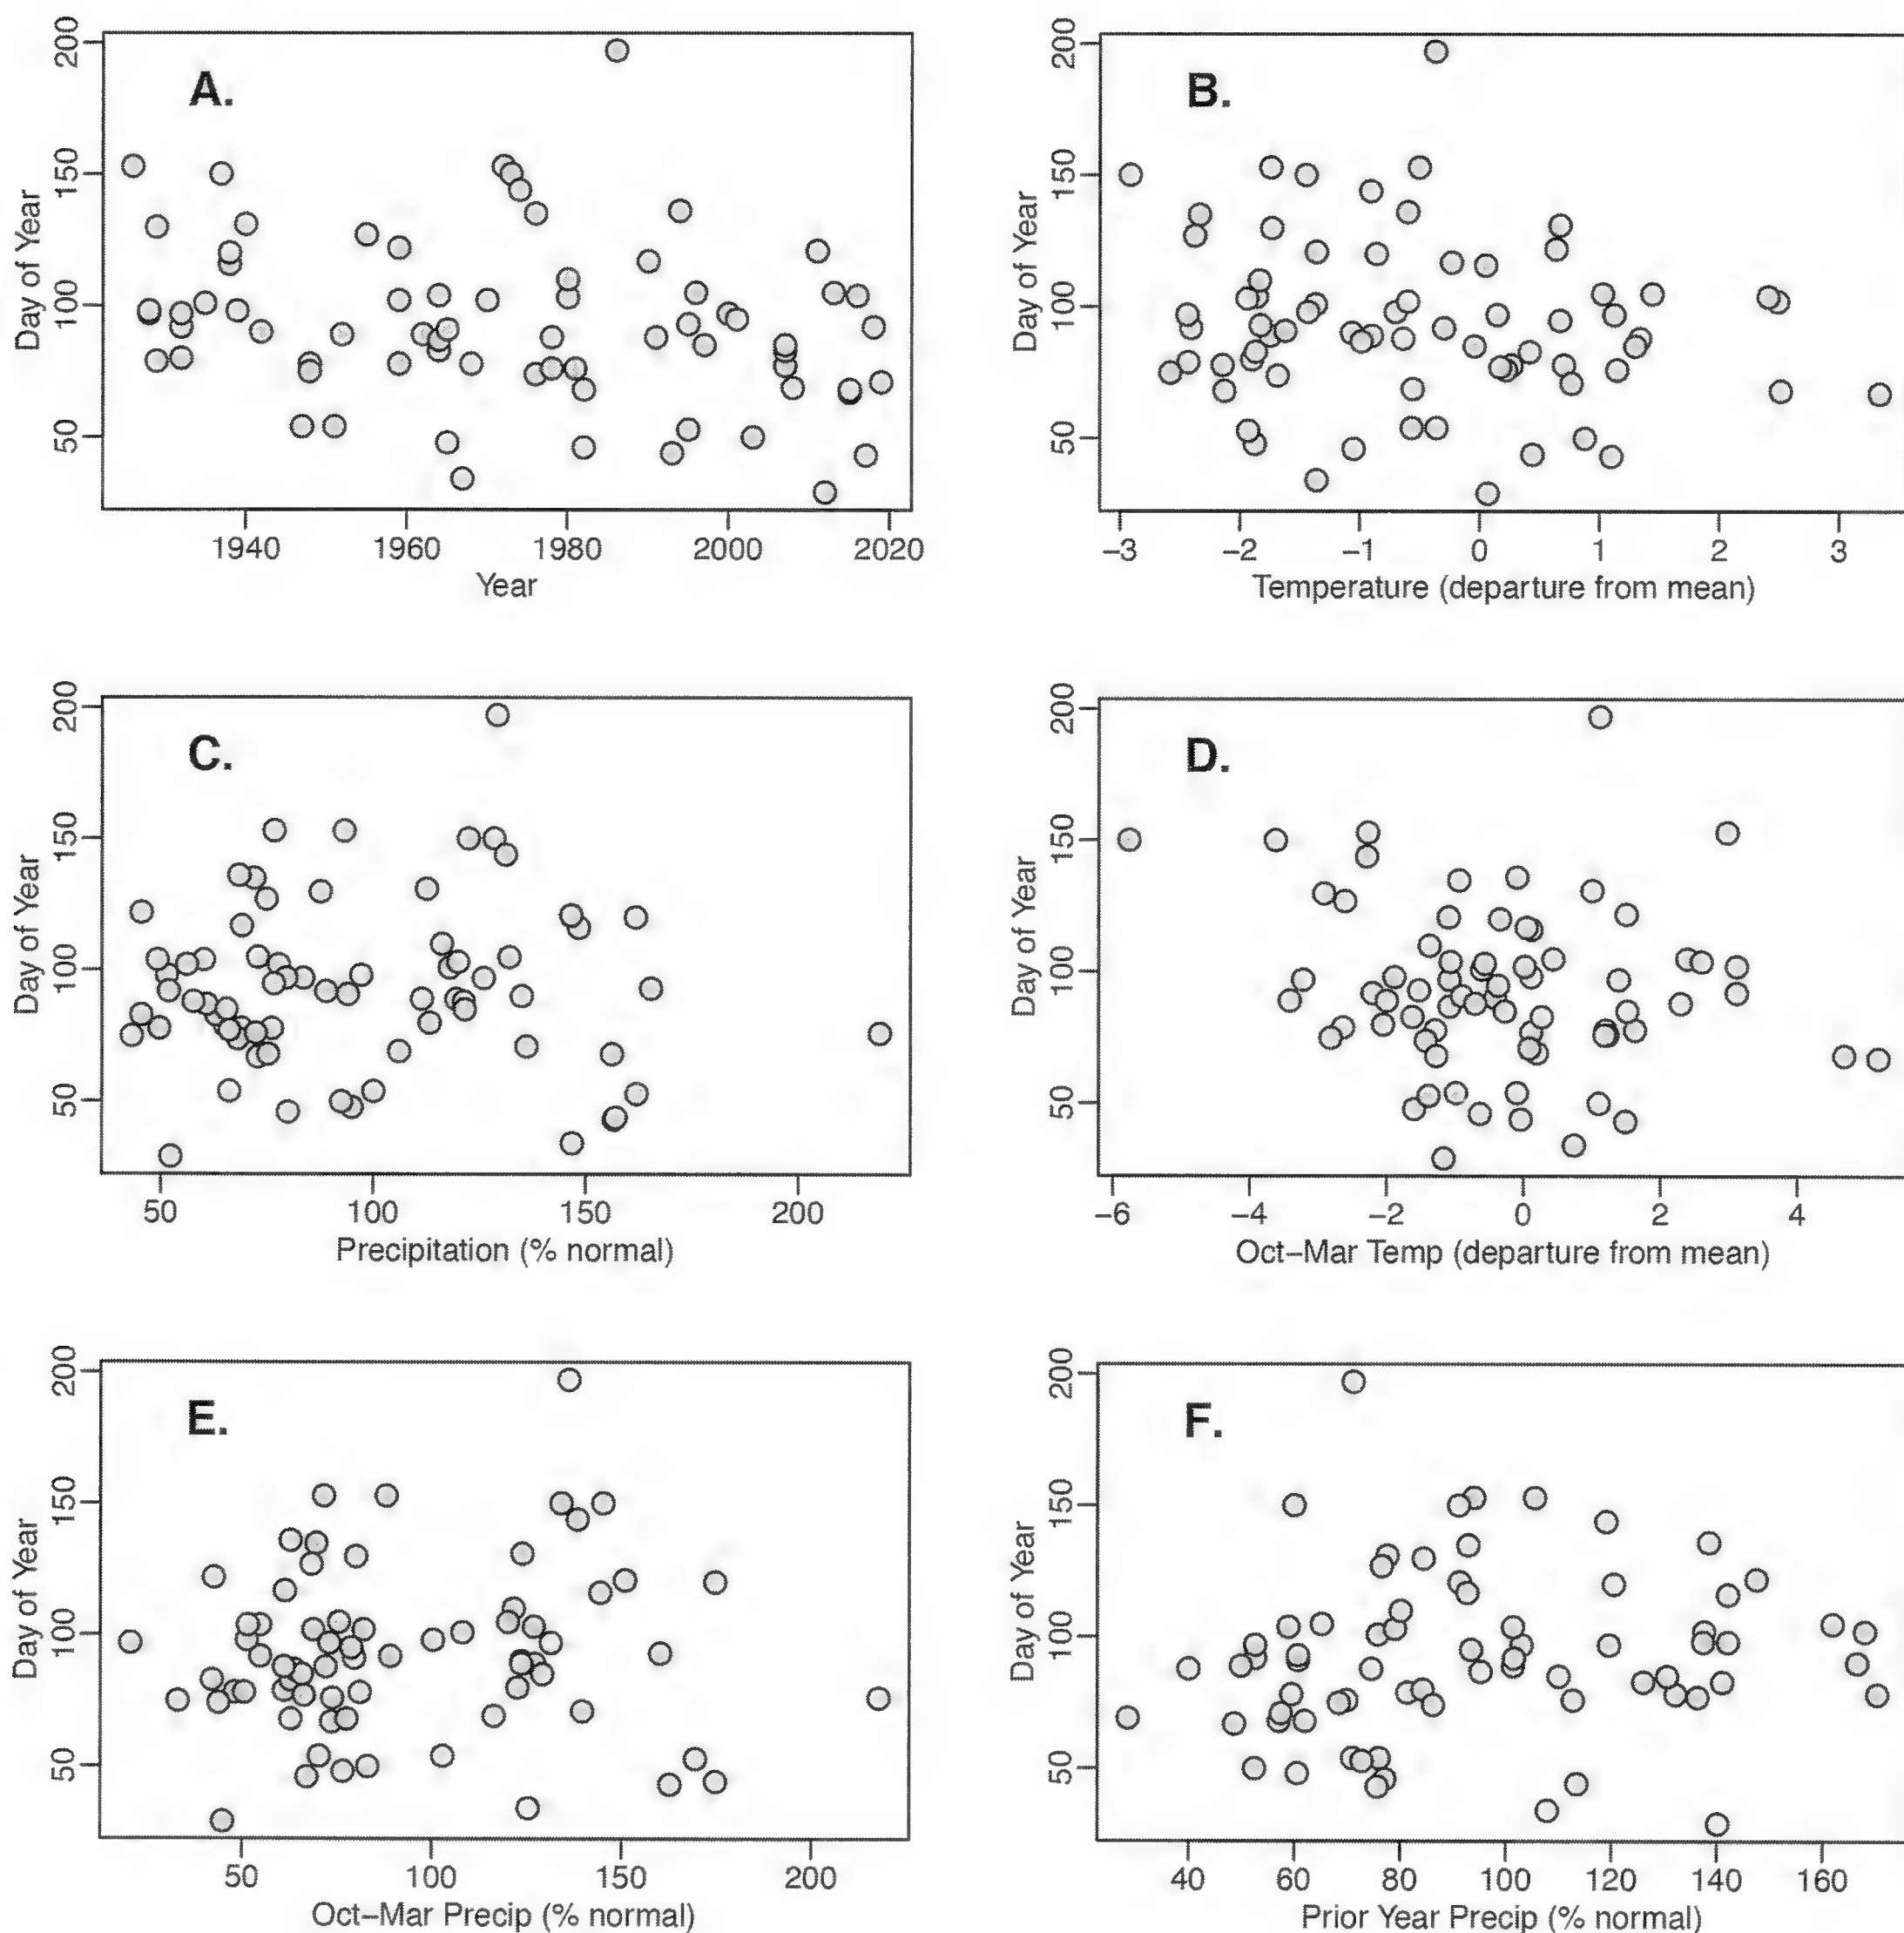 A.
200
150
100
50
Day of Year
1940 1960 1980 2000 2020
Year
B.
200
150
100
50
Day of Year
−3 −2 −1 0 1 2 3
Temperature (departure from mean)
C.
200
150
100
50
Day of Year
50 100 150 200
Precipitation (% normal)
D.
200
150
100
50
Day of Year
−6 −4 −2 0 2 4
Oct−Mar Temp (departure from mean)
E.
200
150
100
50
Day of Year
50 100 150 200
Oct−Mar Precip (% normal)
F.
200
150
100
50
Day of Year
40 60 80 100 120 140 160
Prior Year Precip (% normal)